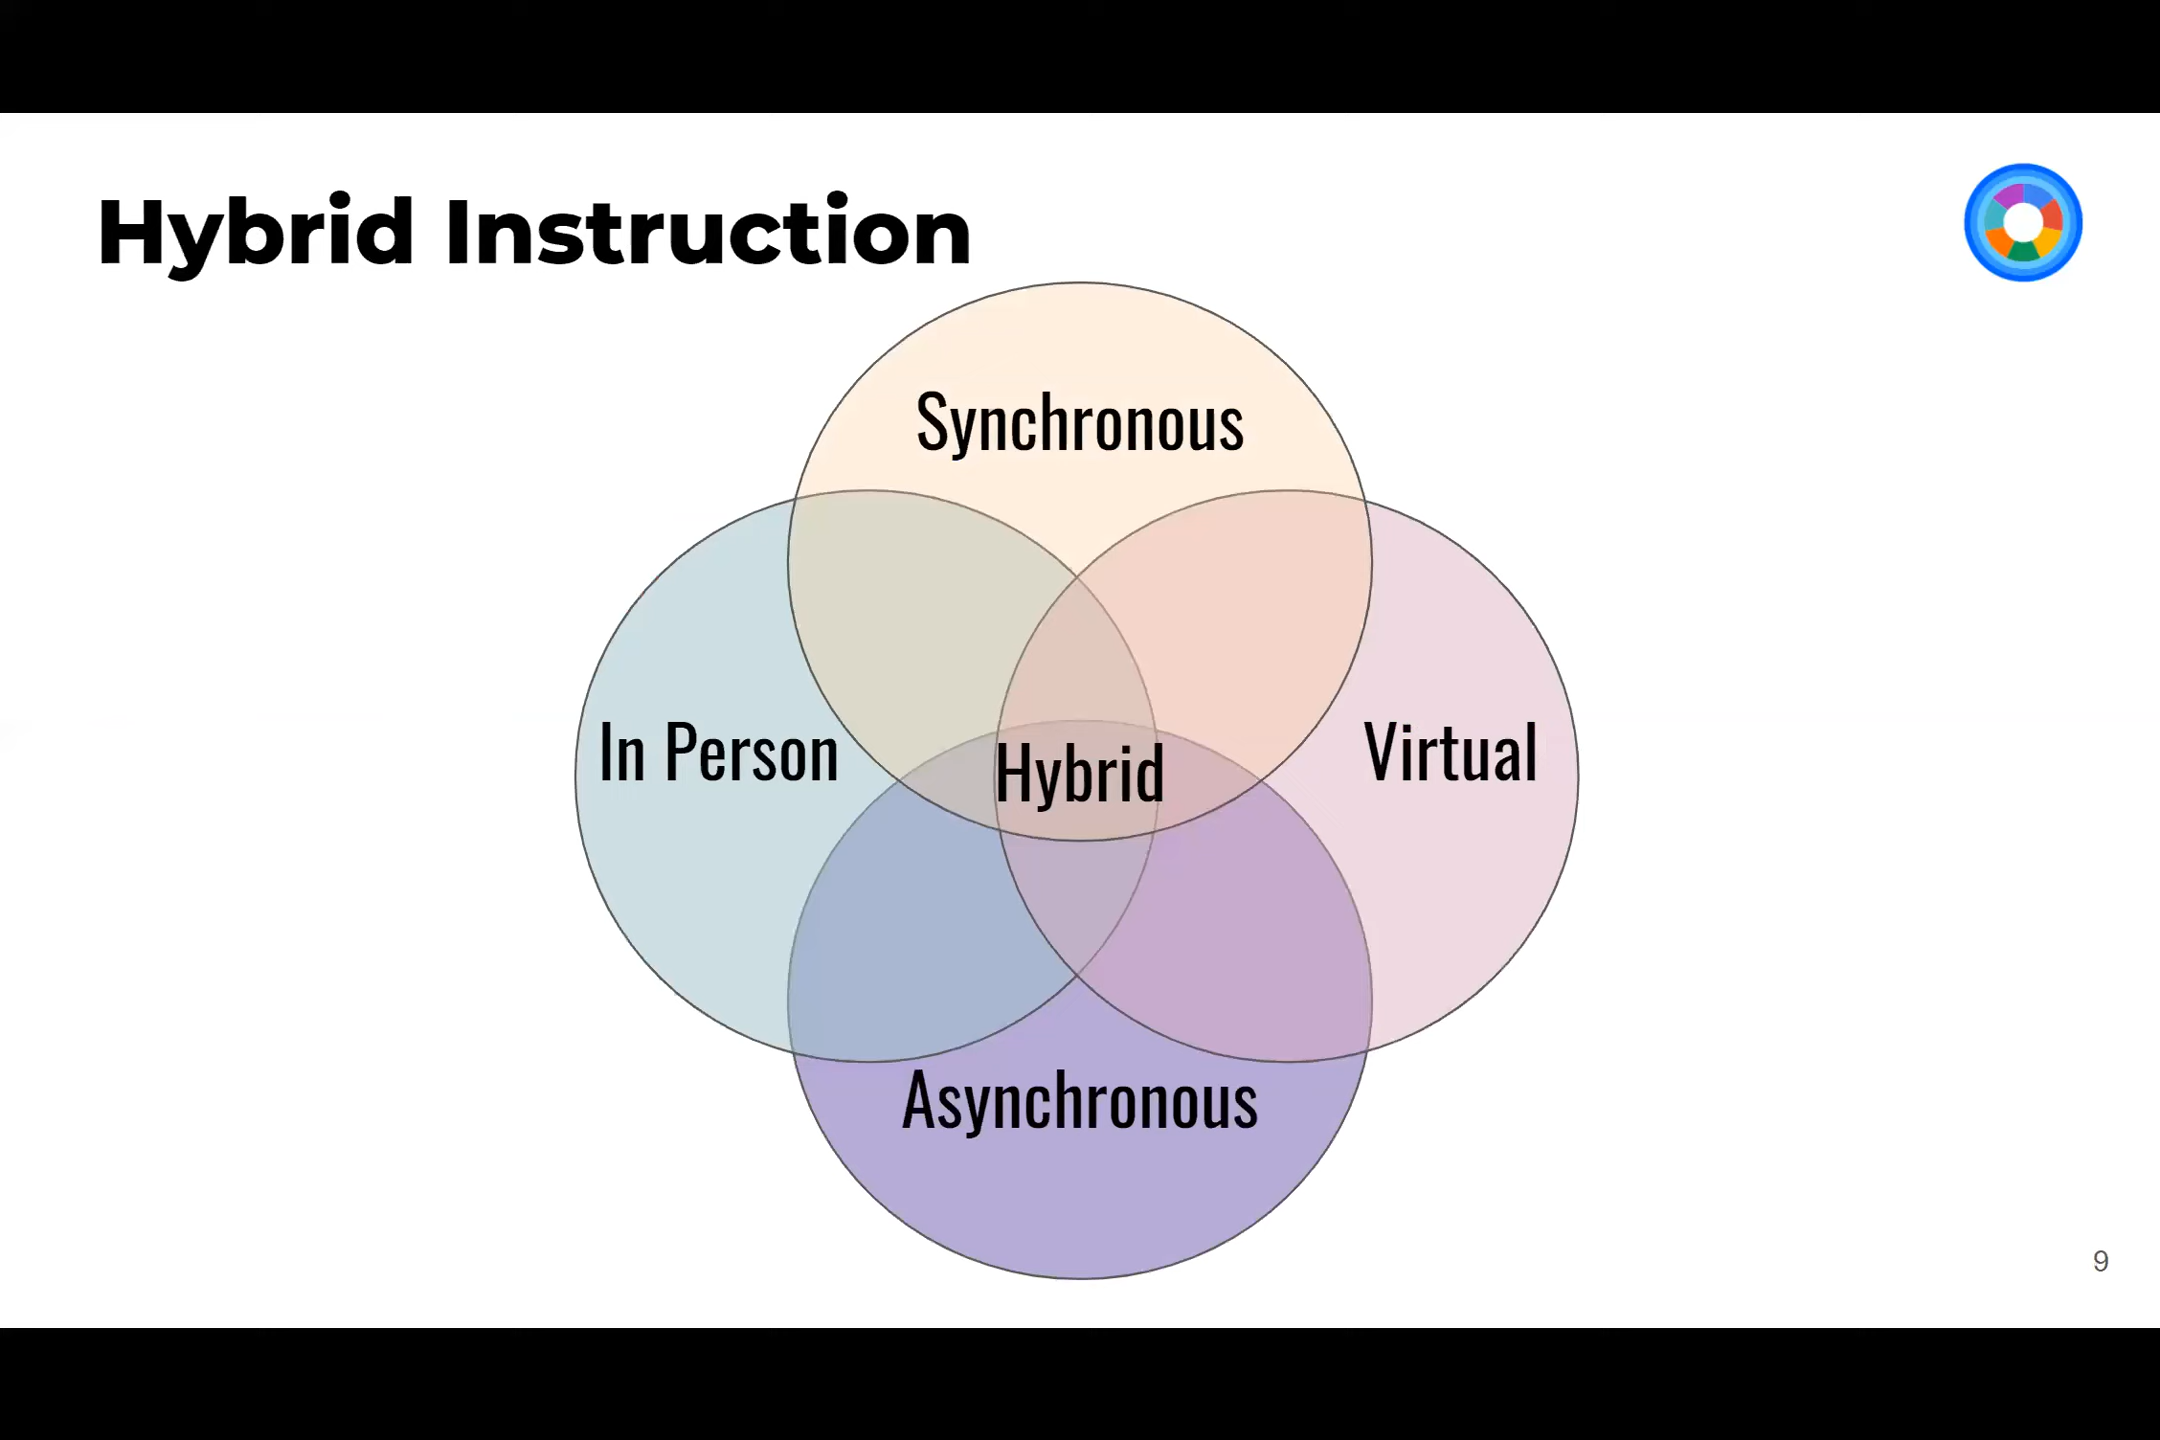 Hybrid Instruction
Synchronous
In Person
Hybrid
Virtual
Asynchronous
9